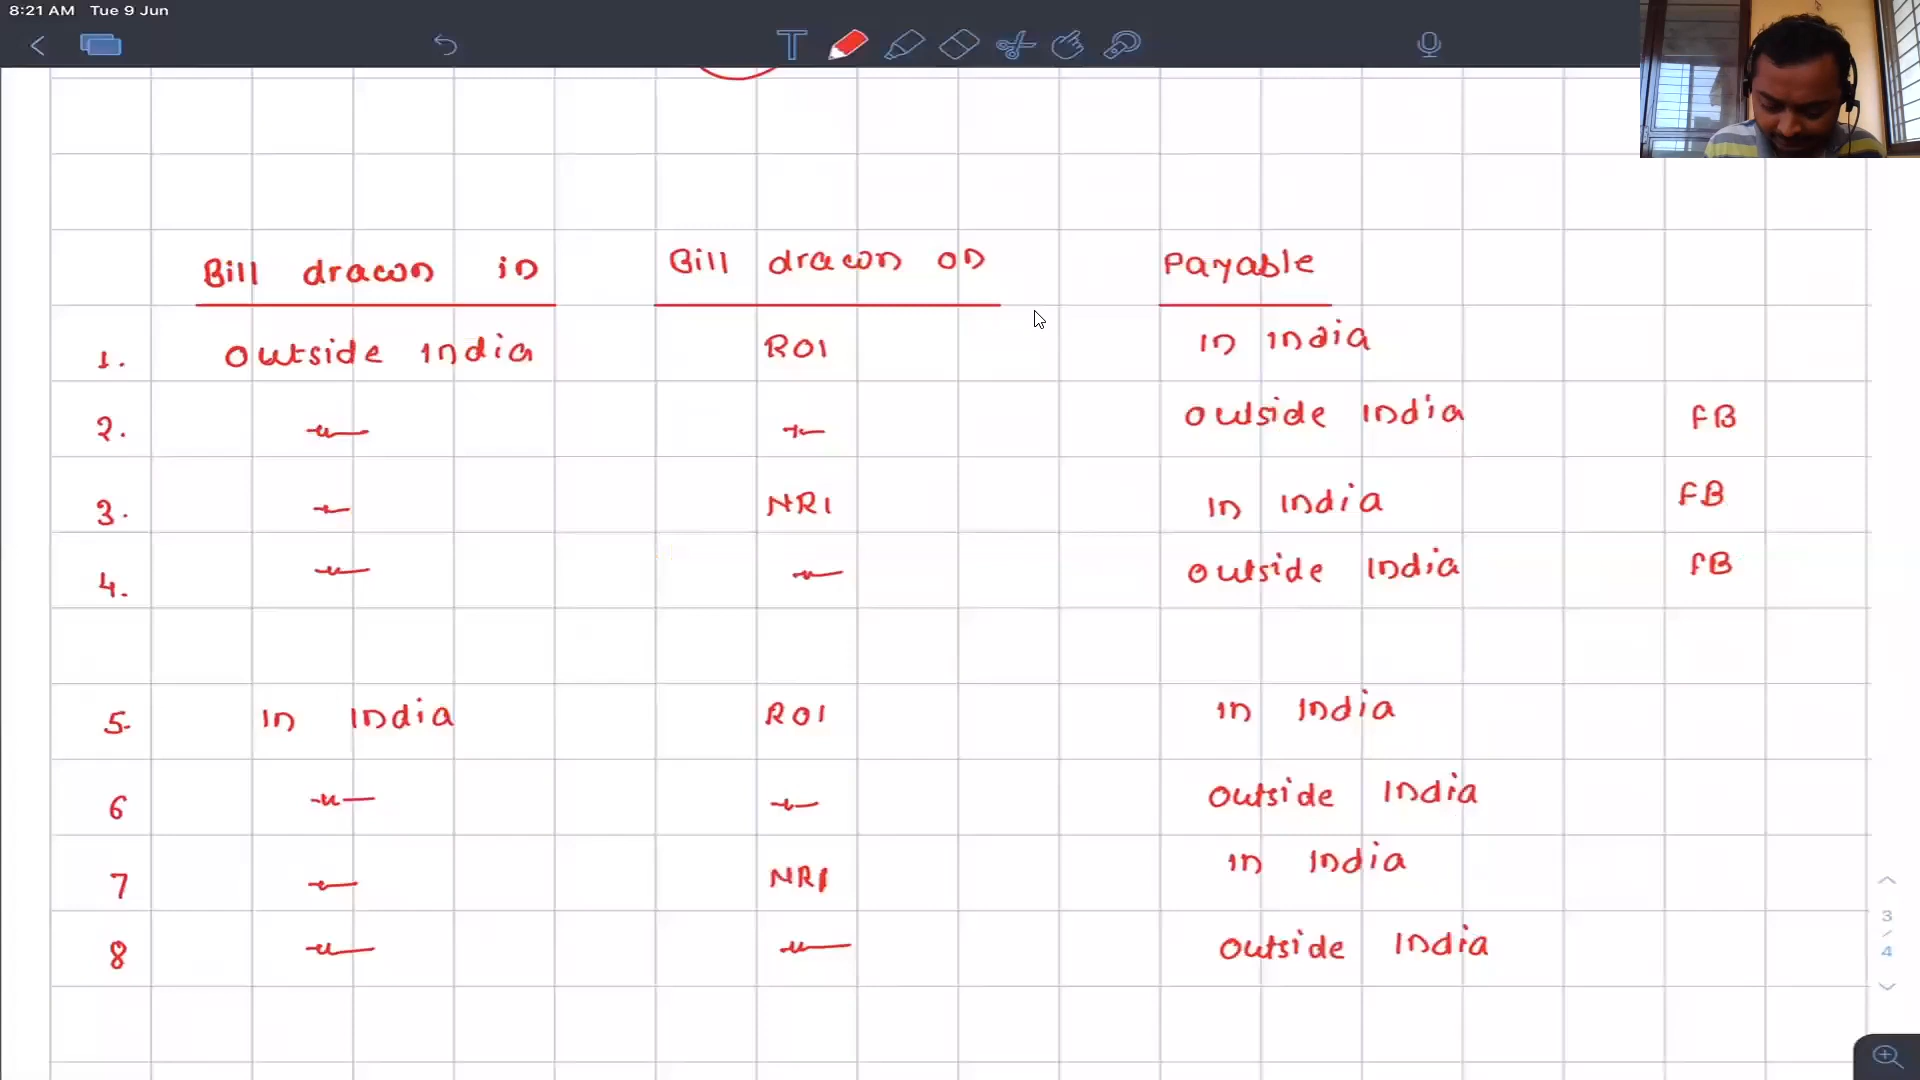 8:21 AM Tue 9 Jun
T
Bill drawn in Bill drawn on Payable
1. Outside India ROI In India
2. -"- -"- Outside India FB
3. -"- NRI In India FB
4. -"- -"- Outside India FB
5. In India ROI In India
6 -"- -"- Outside India
7 -"- NRI In India
8 -"- -"- Outside India
3
/
4